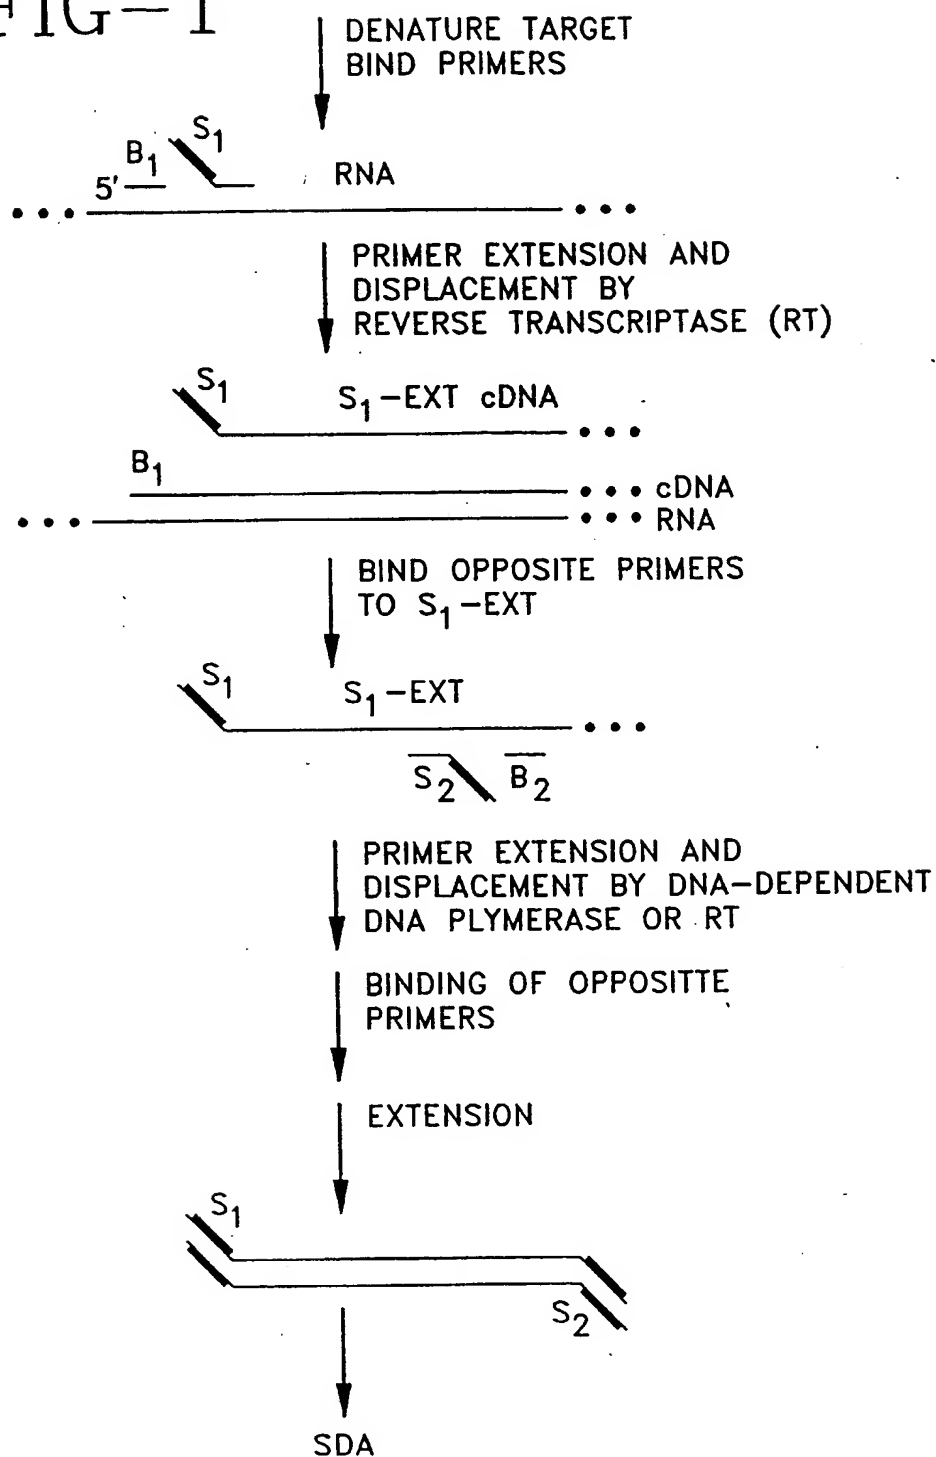 FIG-1
DENATURE TARGET
BIND PRIMERS
B1
S1
5'
RNA
PRIMER EXTENSION AND
DISPLACEMENT BY
REVERSE TRANSCRIPTASE (RT)
S1
S1-EXT cDNA
B1
cDNA
RNA
BIND OPPOSITE PRIMERS
TO S1-EXT
S1
S1-EXT
S2
B2
PRIMER EXTENSION AND
DISPLACEMENT BY DNA-DEPENDENT
DNA PLYMERASE OR RT
BINDING OF OPPOSITTE
PRIMERS
EXTENSION
S1
S2
SDA